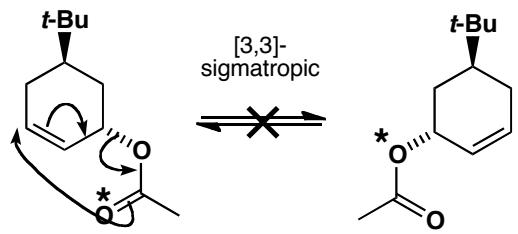 t-Bu
t-Bu
[3,3]-
sigmatropic
*
O
*
O
*
O
O